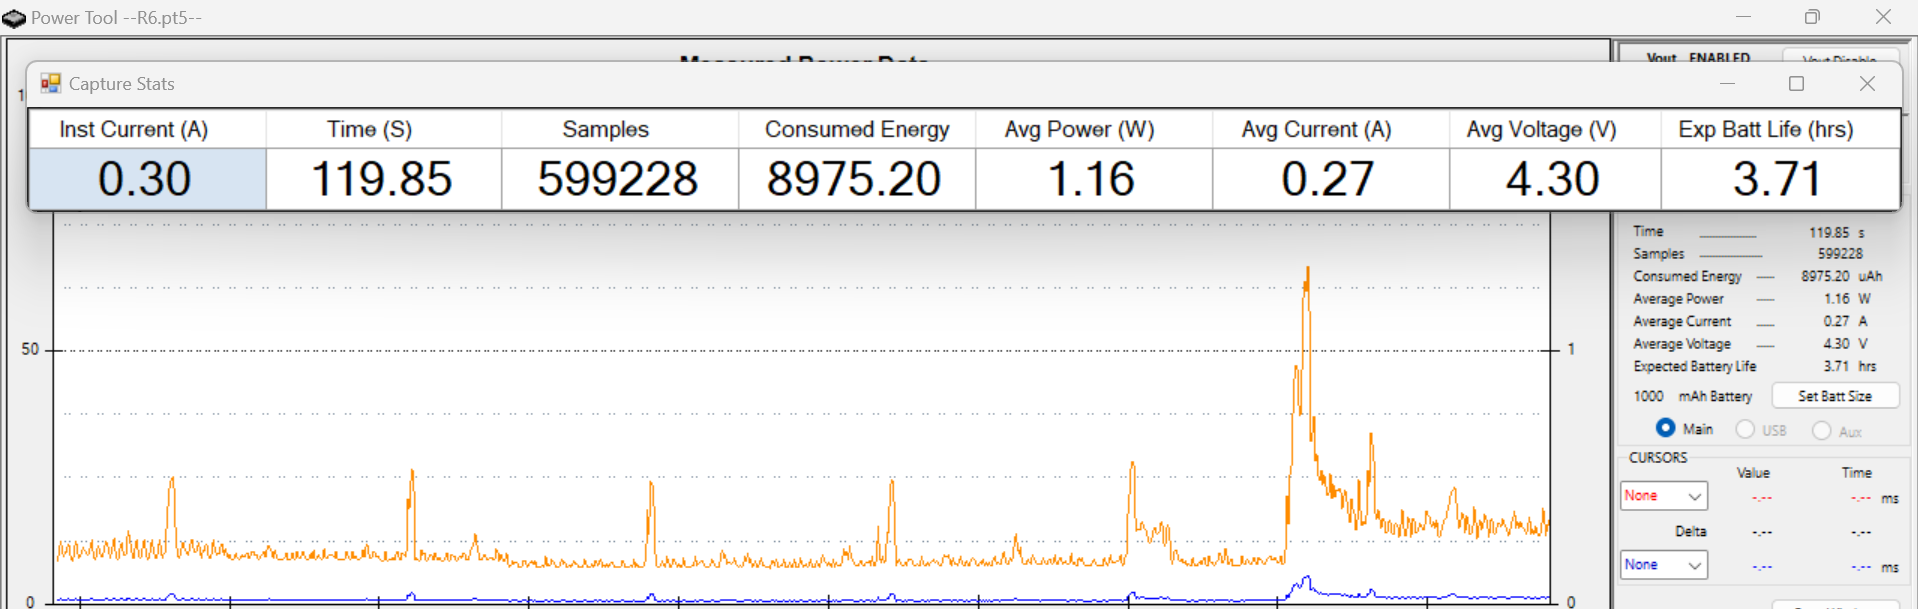 Power Tool --R6.pt5--
Measured Power Data
Vout ENABLED
Vout Disable
Capture Stats
1
Inst Current (A) Time (S) Samples Consumed Energy Avg Power (W) Avg Current (A) Avg Voltage (V) Exp Batt Life (hrs)
0.30 119.85 599228 8975.20 1.16 0.27 4.30 3.71
Time 119.85 s
Samples 599228
Consumed Energy 8975.20 uAh
Average Power 1.16 W
Average Current 0.27 A
Average Voltage 4.30 V
Expected Battery Life 3.71 hrs
1000 mAh Battery Set Batt Size
Main USB Aux
CURSORS
Value Time
None -.-- -.-- ms
Delta -.-- -.--
None -.-- -.-- ms
50
1
0
0